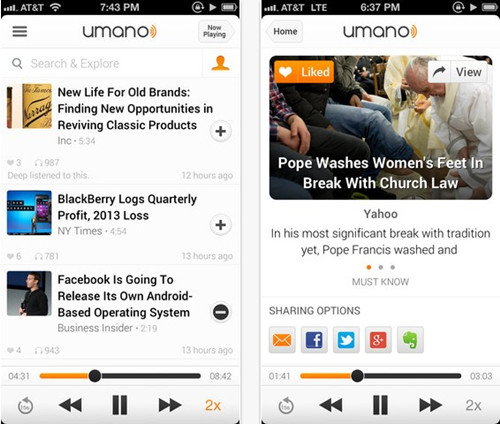 AT&T 7:43 PM
umano
Now
Playing
Search & Explore
New Life For Old Brands:
Finding New Opportunities in
Reviving Classic Products
Inc • 5:34
3 987
Deep listened to this. 12 hours ago
BlackBerry Logs Quarterly
Profit, 2013 Loss
NY Times • 4:54
6 781
13 hours ago
Facebook Is Going To
Release Its Own Android-
Based Operating System
Business Insider • 2:19
4 943
13 hours ago
04:31 08:42
15s 2x
AT&T LTE 6:37 PM
Home umano
Liked View
Pope Washes Women's Feet In
Break With Church Law
Yahoo
In his most significant break with tradition
yet, Pope Francis washed and
MUST KNOW
SHARING OPTIONS
f g+
01:41 03:03
15s 2x